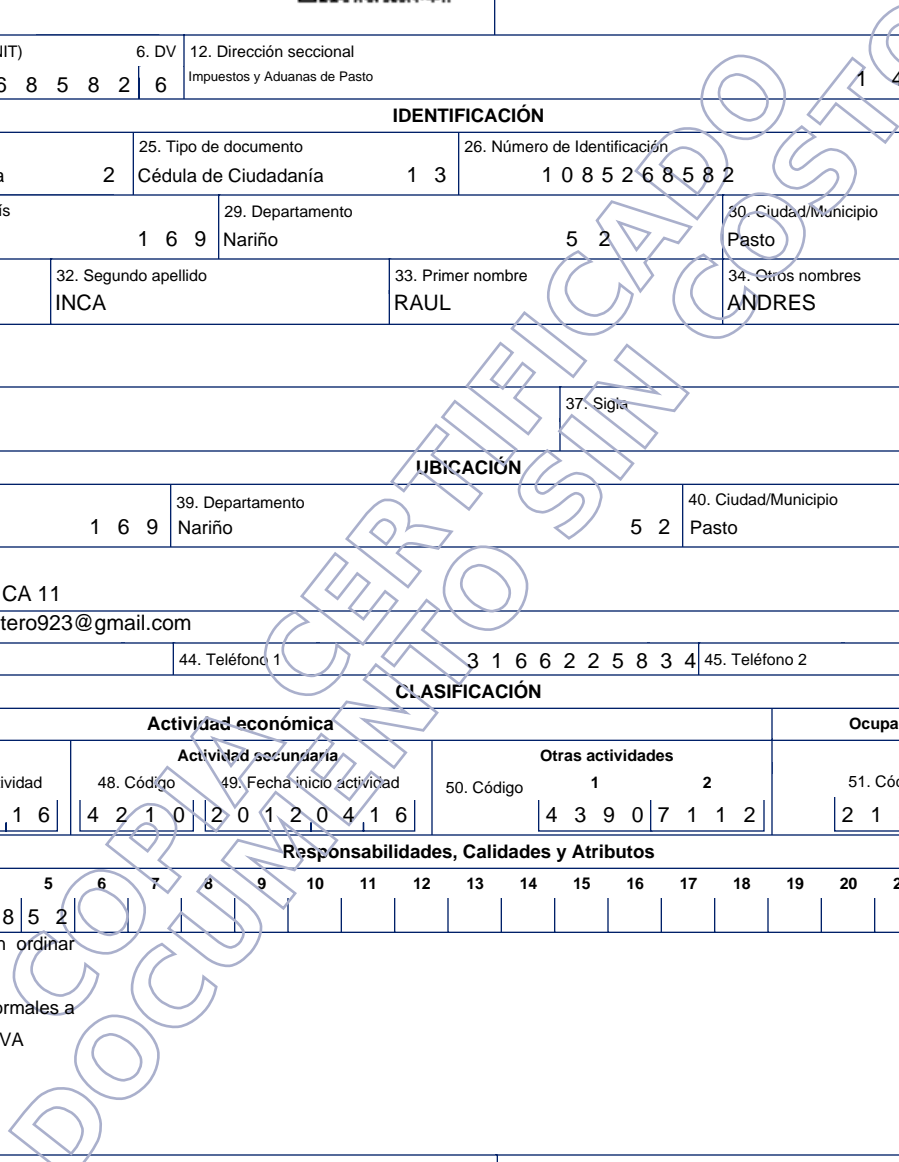 NIT) 6. DV 12. Dirección seccional
6 8 5 8 2 6 Impuestos y Aduanas de Pasto 1 4
IDENTIFICACIÓN
25. Tipo de documento 26. Número de Identificación
a 2 Cédula de Ciudadanía 1 3 1 0 8 5 2 6 8 5 8 2
ís 29. Departamento 30. Ciudad/Municipio
1 6 9 Nariño 5 2 Pasto
32. Segundo apellido 33. Primer nombre 34. Otros nombres
INCA RAUL ANDRES
37. Sigla
UBICACIÓN
39. Departamento 40. Ciudad/Municipio
1 6 9 Nariño 5 2 Pasto
CA 11
tero923@gmail.com
44. Teléfono 1 3 1 6 6 2 2 5 8 3 4 45. Teléfono 2
CLASIFICACIÓN
Actividad económica Ocupa
Actividad secundaria Otras actividades
ividad 48. Código 49. Fecha inicio actividad 50. Código 1 2 51. Có
1 6 4 2 1 0 2 0 1 2 0 4 1 6 4 3 9 0 7 1 1 2 2 1
Responsabilidades, Calidades y Atributos
5 6 7 8 9 10 11 12 13 14 15 16 17 18 19 20 2
8 5 2
n ordinar
ormales a
VA
COPIA CERTIFICADO
DOCUMENTO SIN COSTO